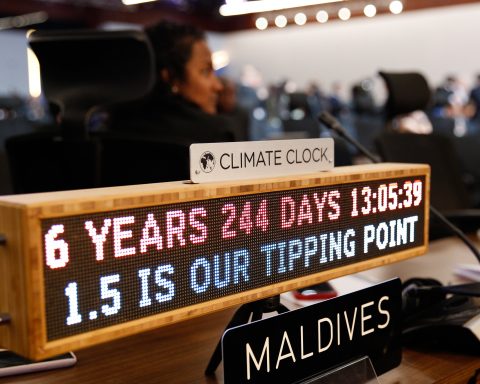 CLIMATE CLOCK
6 YEARS 244 DAYS 13:05:39
1.5 IS OUR TIPPING POINT
MALDIVES